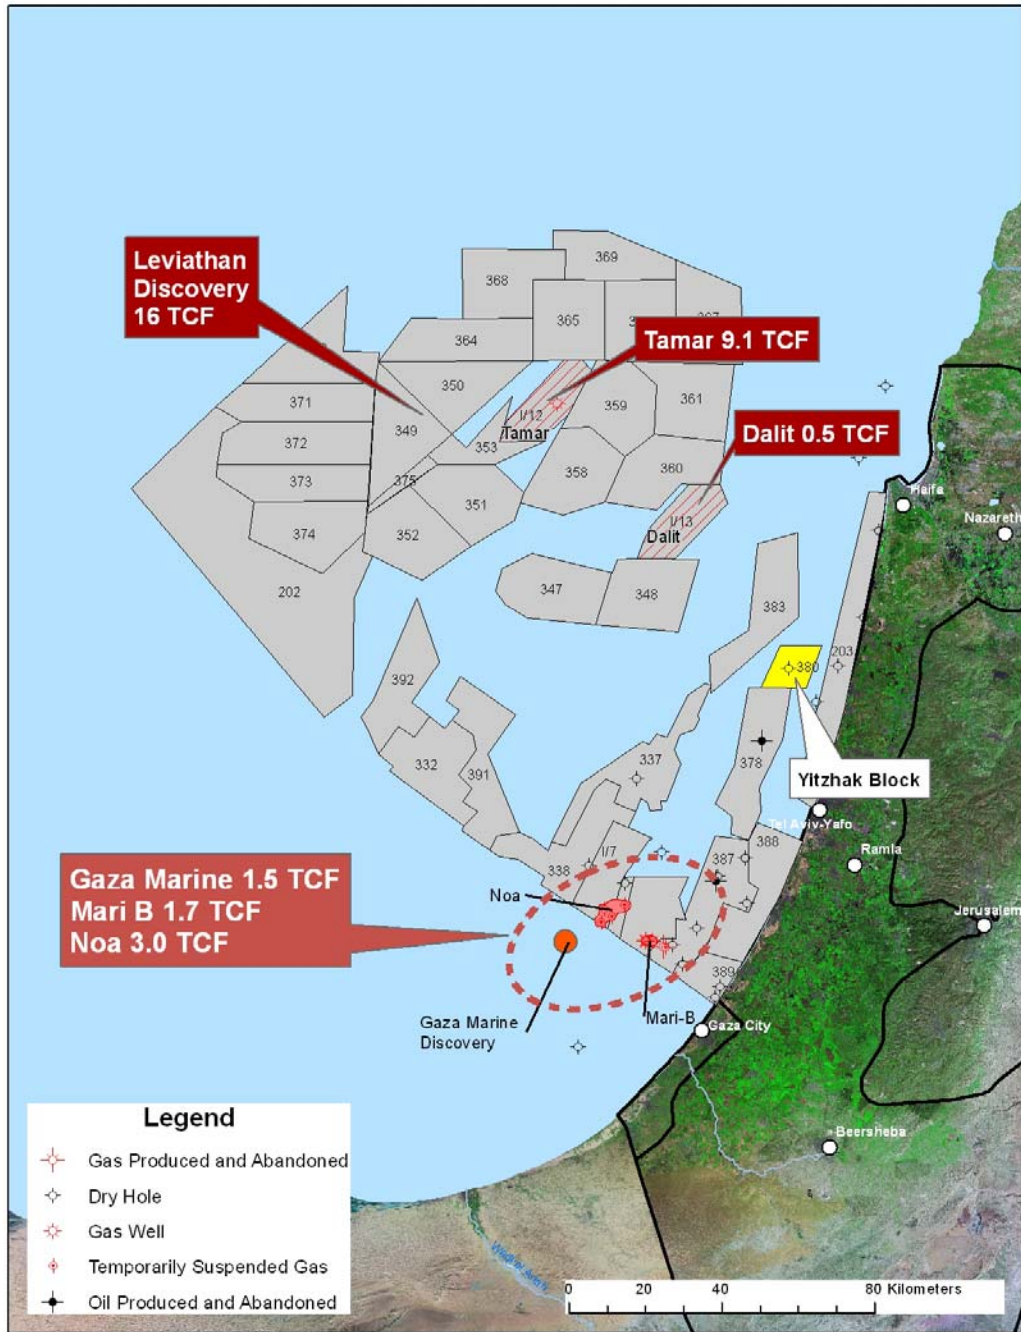 369
368
365
364
Leviathan
Discovery
16 TCF
Tamar 9.1 TCF
350
371
359
361
I/12
Tamar
349
372
353
Dalit 0.5 TCF
358
360
373
375
351
Haifa
374
352
I/13
Dalit
Nazareth
202
347
348
383
203
380
392
337
332
391
378
Yitzhak Block
Tel Aviv-Yafo
388
I/7
387
Ramla
338
Gaza Marine 1.5 TCF
Mari B 1.7 TCF
Noa 3.0 TCF
Noa
Jerusalem
389
Mari-B
Gaza City
Gaza Marine
Discovery
Legend
Gas Produced and Abandoned
Dry Hole
Gas Well
Temporarily Suspended Gas
Oil Produced and Abandoned
Beersheba
0 20 40 80 Kilometers